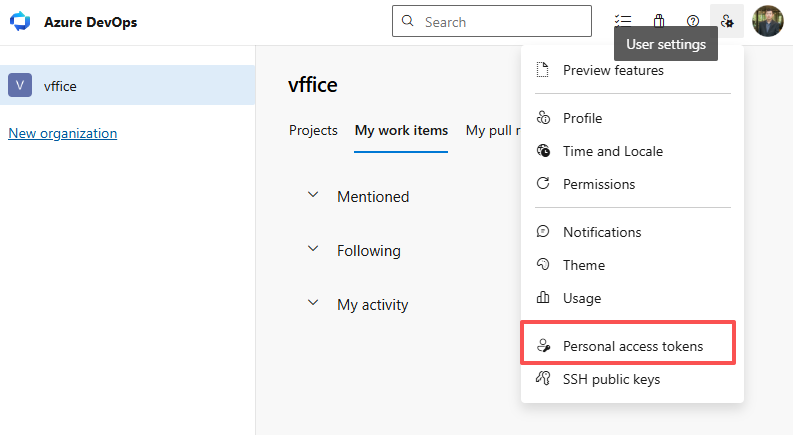 Azure DevOps
Search
User settings
V
vffice
New organization
vffice
Projects
My work items
My pull r
Mentioned
Following
My activity
Preview features
Profile
Time and Locale
Permissions
Notifications
Theme
Usage
Personal access tokens
SSH public keys